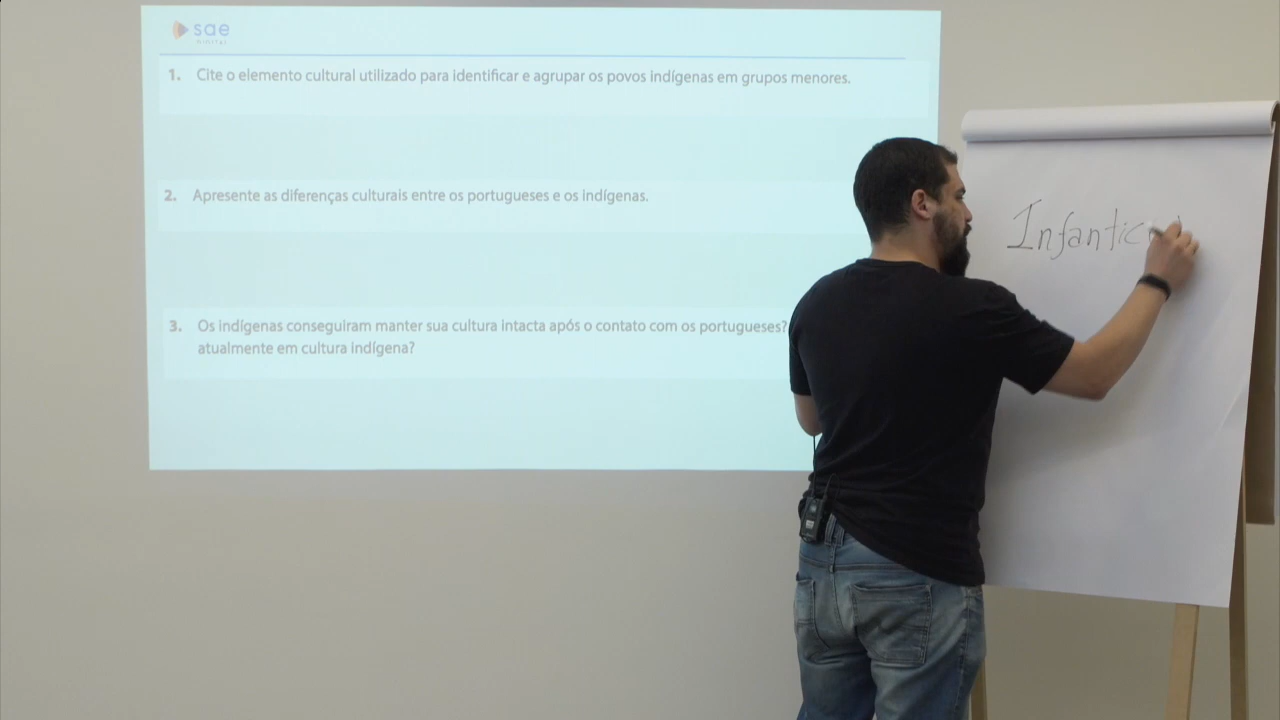 sae
DIGITAL
1. Cite o elemento cultural utilizado para identificar e agrupar os povos indígenas em grupos menores.
2. Apresente as diferenças culturais entre os portugueses e os indígenas.
3. Os indígenas conseguiram manter sua cultura intacta após o contato com os portugueses?
atualmente em cultura indígena?